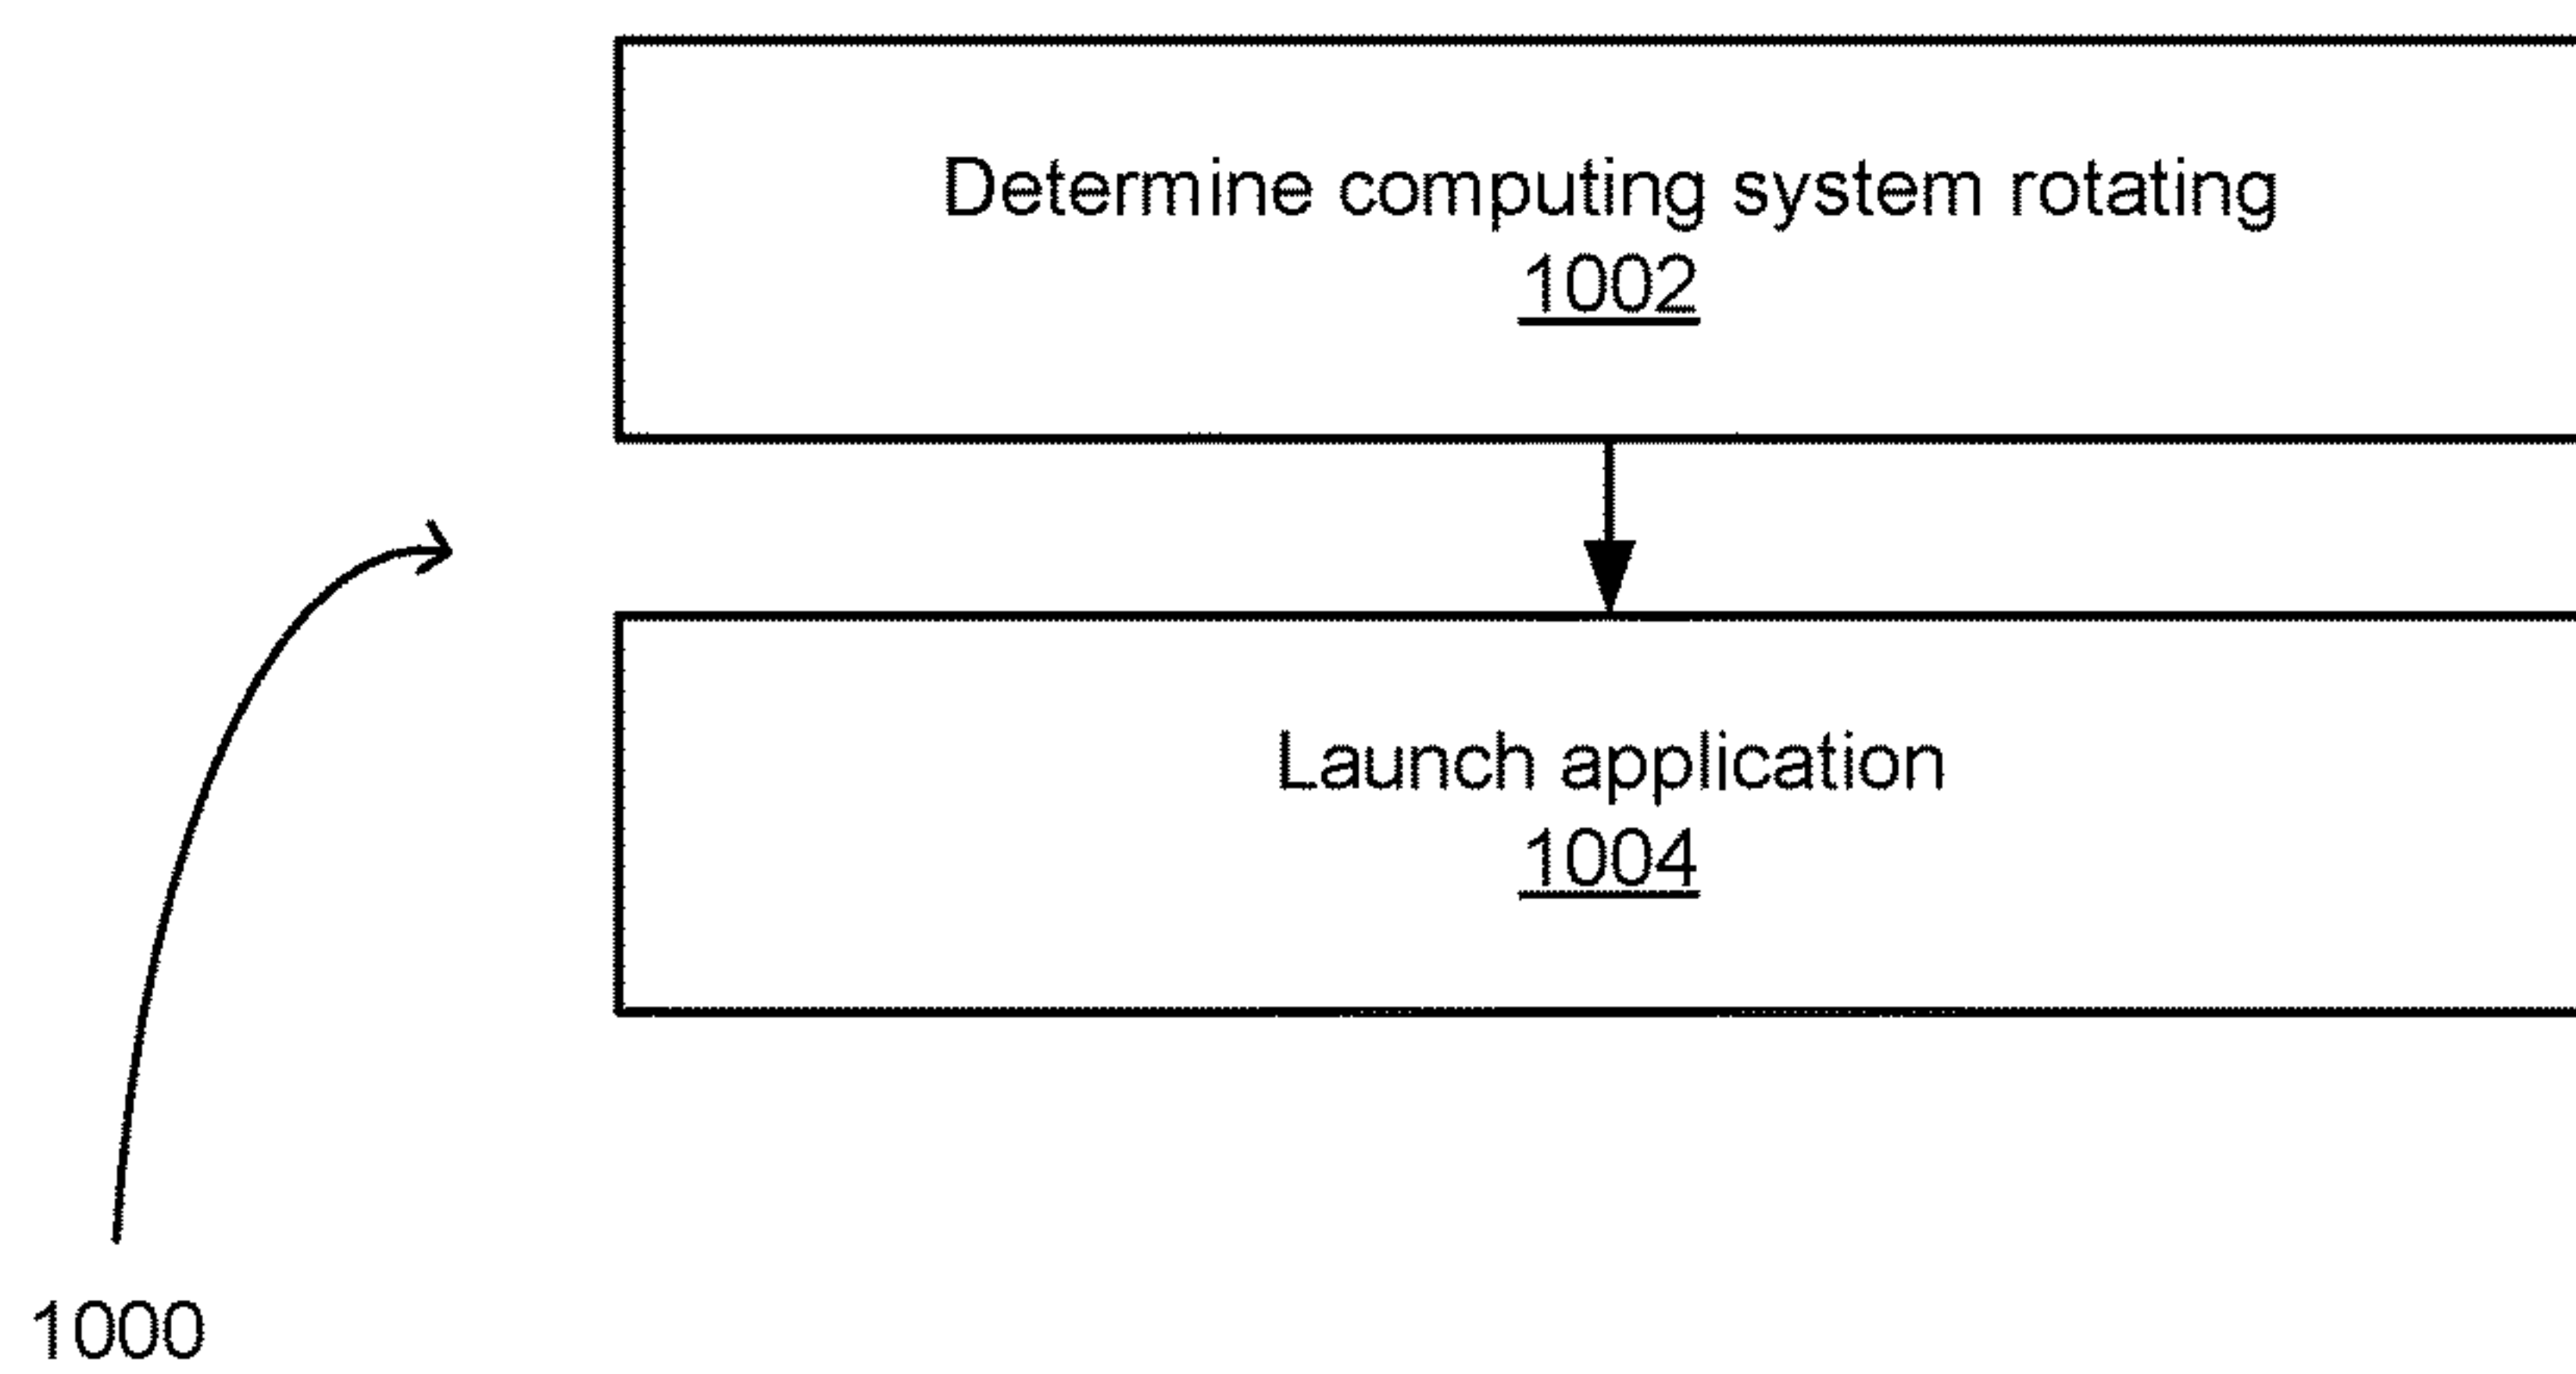 Determine computing system rotating
1002
Launch application
1004
1000